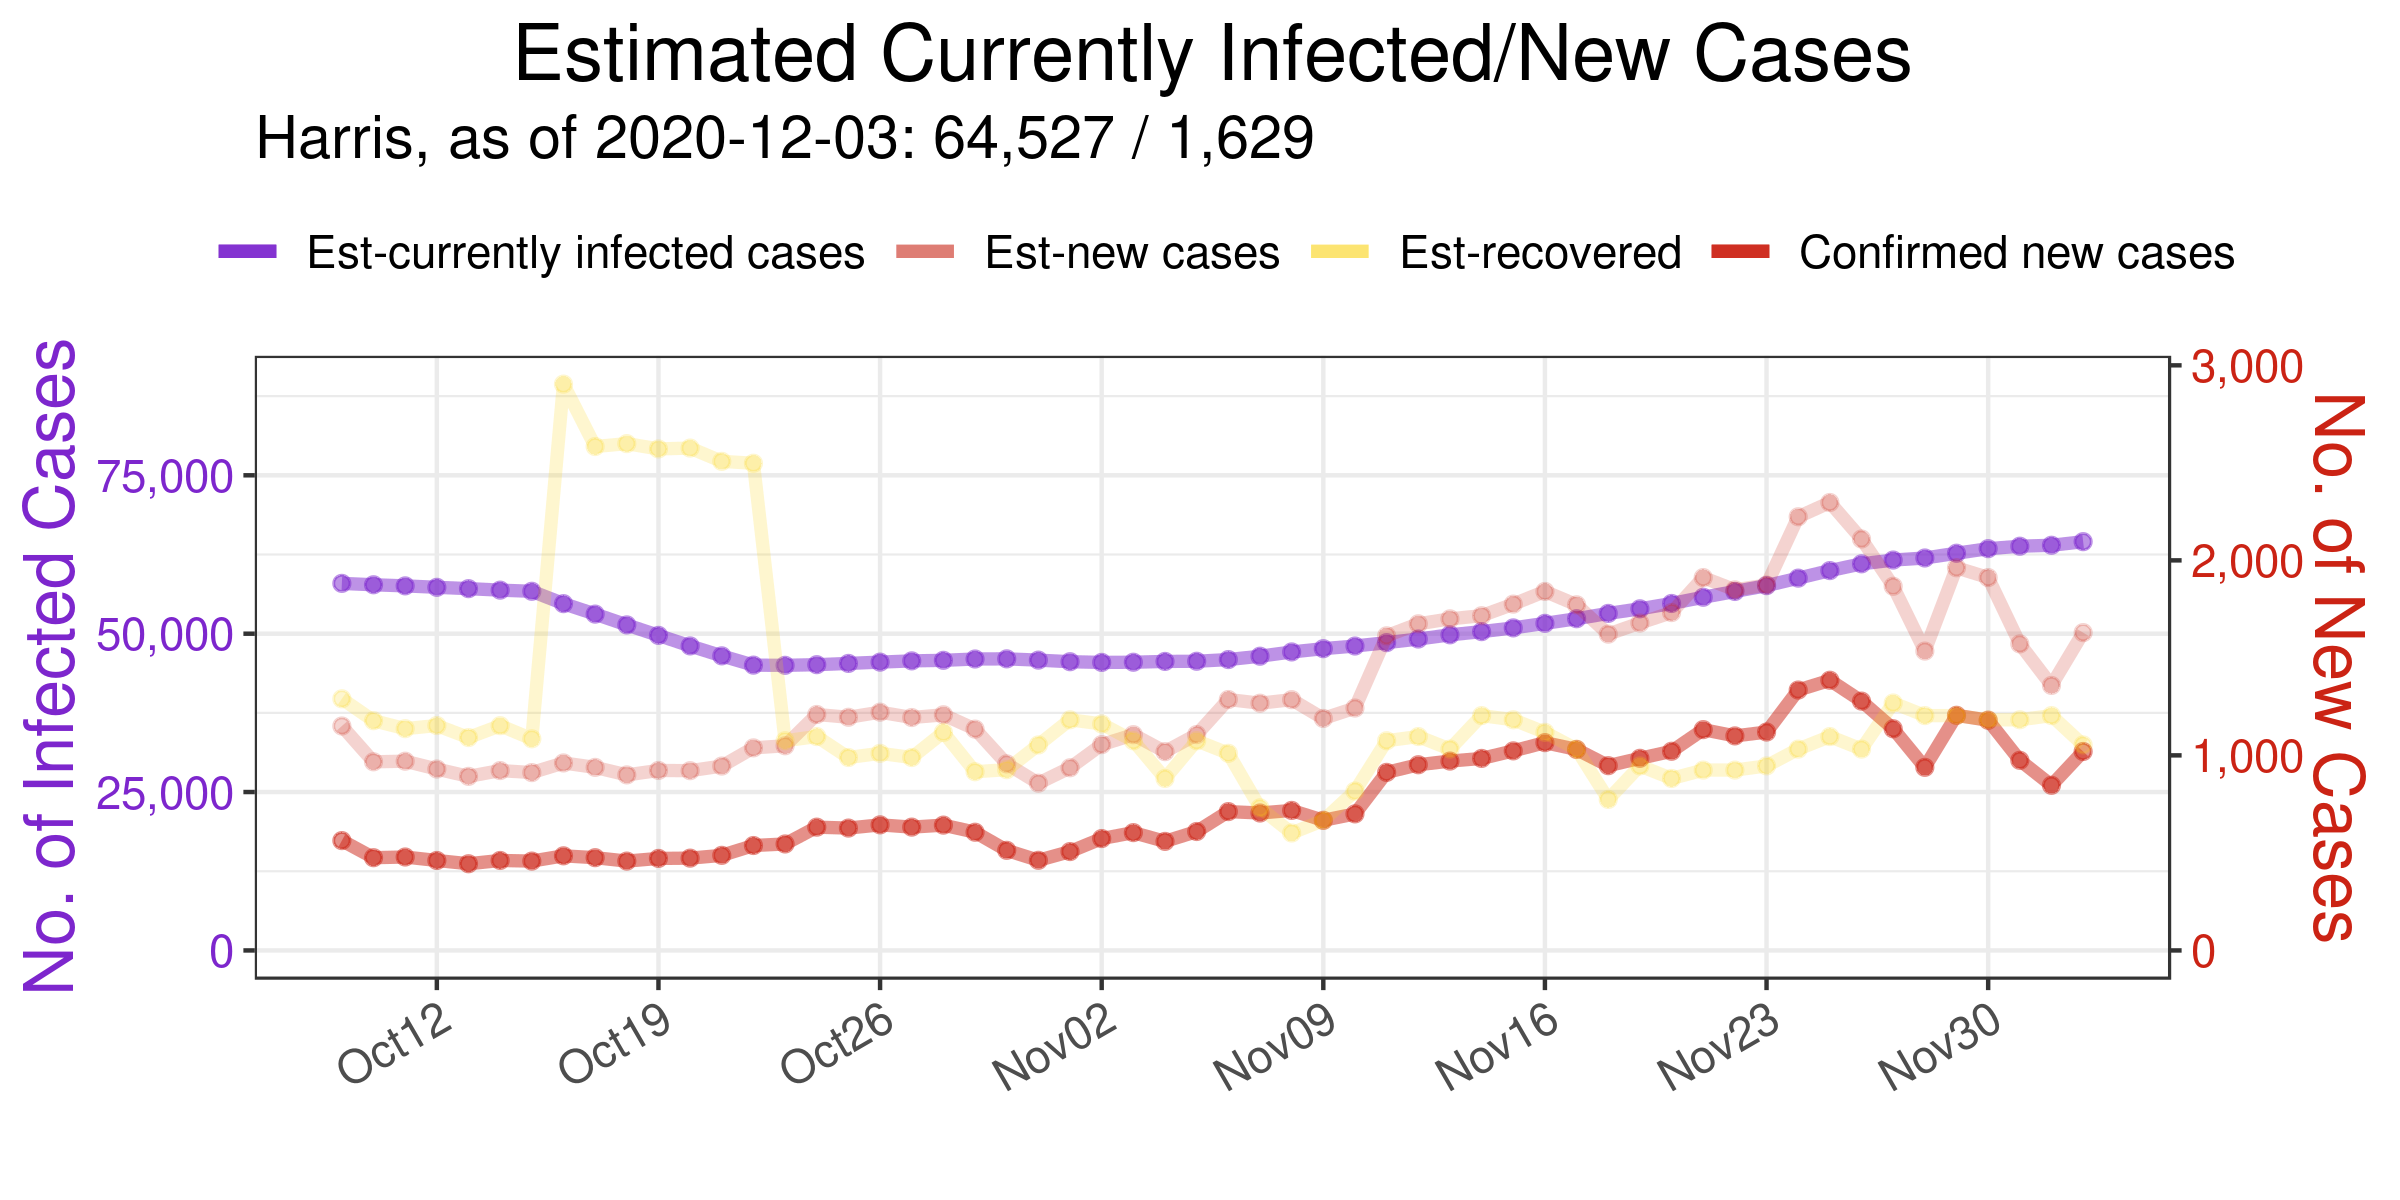 Estimated Currently Infected/New Cases
Harris, as of 2020-12-03: 64,527 / 1,629
Est-currently infected cases Est-new cases Est-recovered Confirmed new cases
No. of Infected Cases
75,000
50,000
25,000
0
3,000
2,000
1,000
0
No. of New Cases
Oct12 Oct19 Oct26 Nov02 Nov09 Nov16 Nov23 Nov30